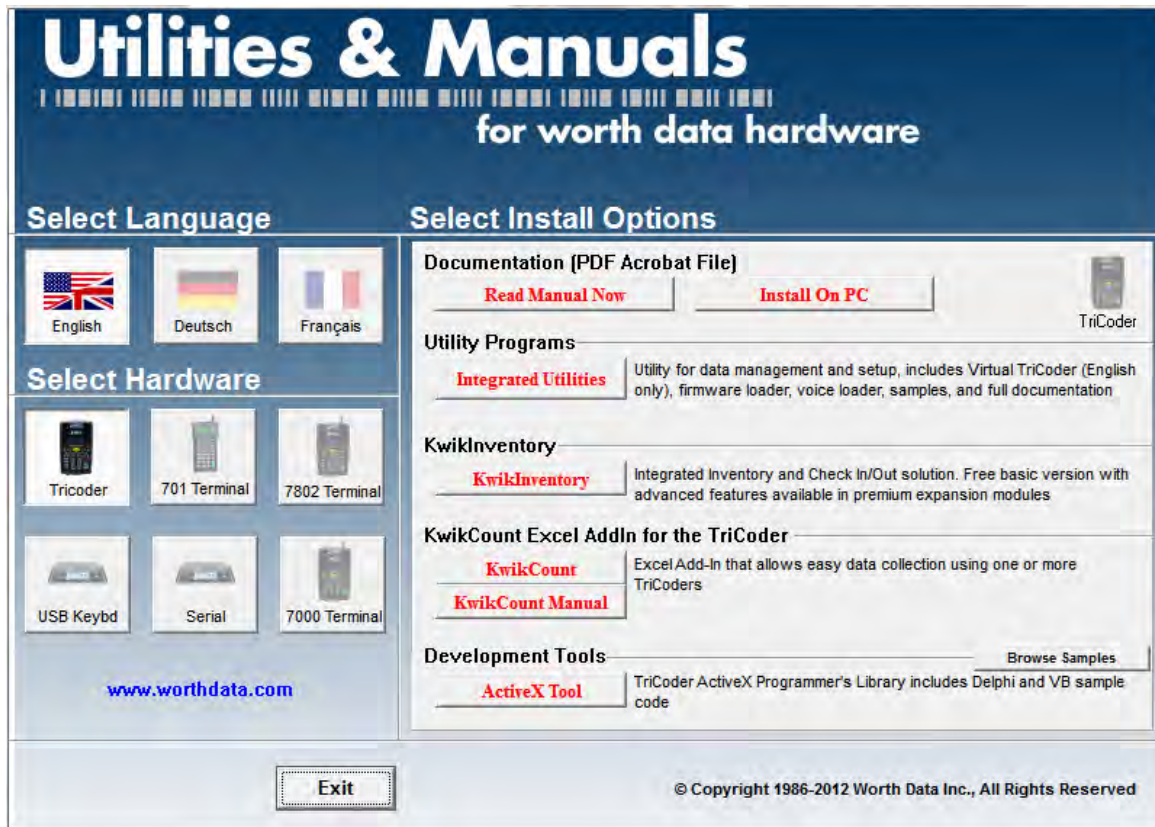 Utilities & Manuals
for worth data hardware
Select Language
English
Deutsch
Français
Select Hardware
Tricoder
701 Terminal
7802 Terminal
USB Keybd
Serial
7000 Terminal
www.worthdata.com
Select Install Options
Documentation (PDF Acrobat File)
Read Manual Now
Install On PC
TriCoder
Utility Programs
Integrated Utilities
Utility for data management and setup, includes Virtual TriCoder (English
only), firmware loader, voice loader, samples, and full documentation
KwikInventory
KwikInventory
Integrated Inventory and Check In/Out solution. Free basic version with
advanced features available in premium expansion modules
KwikCount Excel AddIn for the TriCoder
KwikCount
KwikCount Manual
Excel Add-In that allows easy data collection using one or more
TriCoders
Development Tools
Browse Samples
ActiveX Tool
TriCoder ActiveX Programmer's Library includes Delphi and VB sample
code
Exit
© Copyright 1986-2012 Worth Data Inc., All Rights Reserved